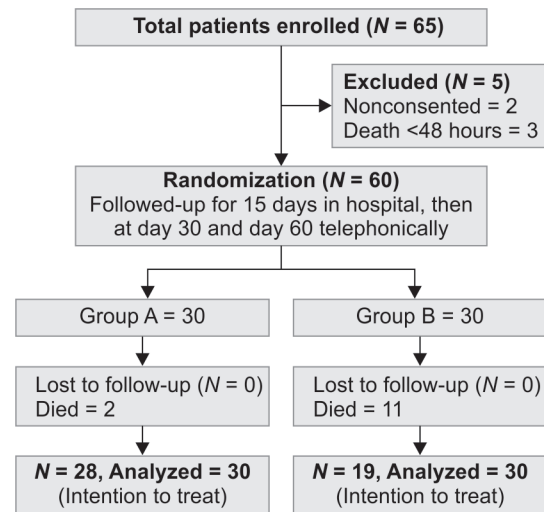 Total patients enrolled (N = 65)
Excluded (N = 5)
Nonconsented = 2
Death <48 hours = 3
Randomization (N = 60)
Followed-up for 15 days in hospital, then
at day 30 and day 60 telephonically
Group A = 30
Group B = 30
Lost to follow-up (N = 0)
Died = 2
Lost to follow-up (N = 0)
Died = 11
N = 28, Analyzed = 30
(Intention to treat)
N = 19, Analyzed = 30
(Intention to treat)